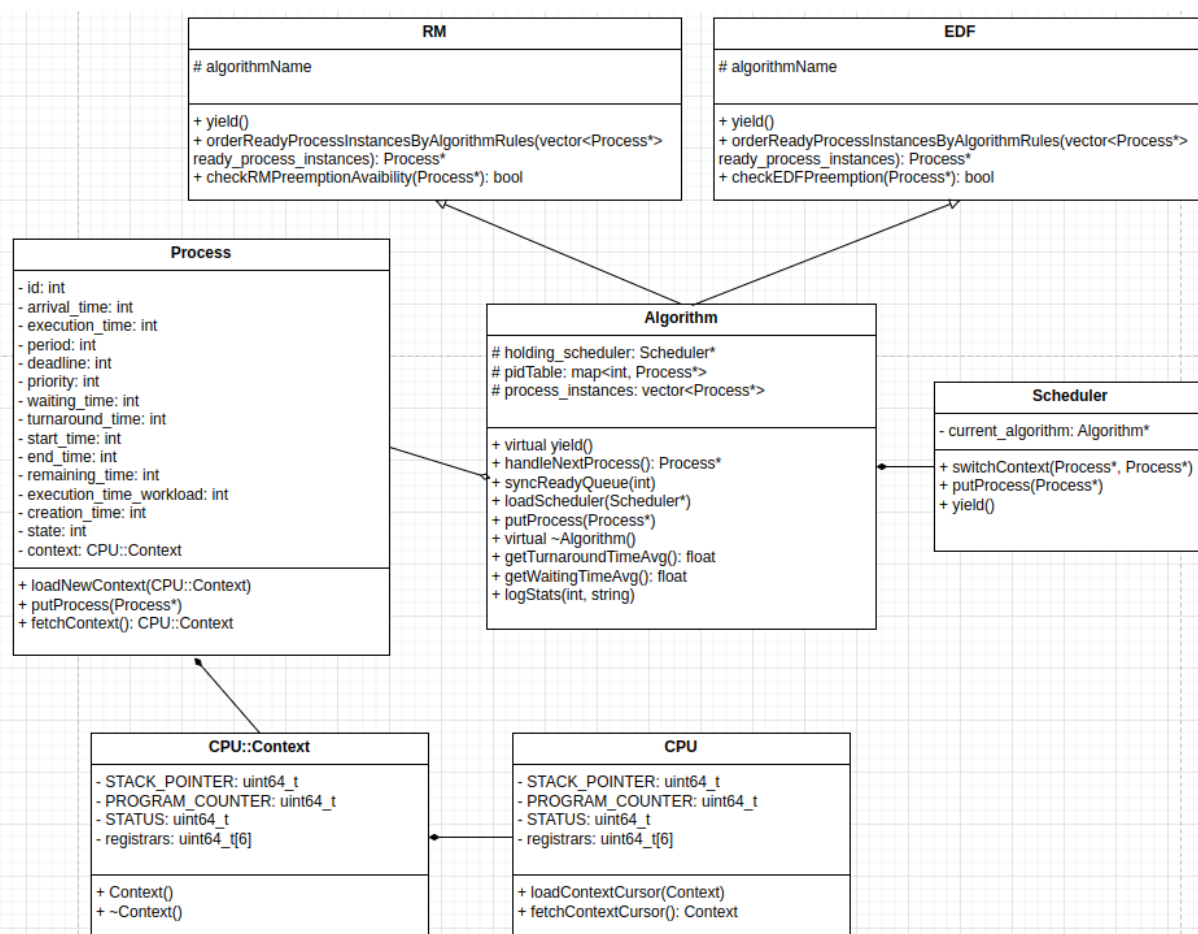 RM
# algorithmName
+ yield()
+ orderReadyProcessInstancesByAlgorithmRules(vector<Process*>
ready_process_instances): Process*
+ checkRMPreemptionAvaibility(Process*): bool
EDF
# algorithmName
+ yield()
+ orderReadyProcessInstancesByAlgorithmRules(vector<Process*>
ready_process_instances): Process*
+ checkEDFPreemption(Process*): bool
Process
- id: int
- arrival_time: int
- execution_time: int
- period: int
- deadline: int
- priority: int
- waiting_time: int
- turnaround_time: int
- start_time: int
- end_time: int
- remaining_time: int
- execution_time_workload: int
- creation_time: int
- state: int
- context: CPU::Context
+ loadNewContext(CPU::Context)
+ putProcess(Process*)
+ fetchContext(): CPU::Context
Algorithm
# holding_scheduler: Scheduler*
# pidTable: map<int, Process*>
# process_instances: vector<Process*>
+ virtual yield()
+ handleNextProcess(): Process*
+ syncReadyQueue(int)
+ loadScheduler(Scheduler*)
+ putProcess(Process*)
+ virtual ~Algorithm()
+ getTurnaroundTimeAvg(): float
+ getWaitingTimeAvg(): float
+ logStats(int, string)
Scheduler
- current_algorithm: Algorithm*
+ switchContext(Process*, Process*)
+ putProcess(Process*)
+ yield()
CPU::Context
- STACK_POINTER: uint64_t
- PROGRAM_COUNTER: uint64_t
- STATUS: uint64_t
- registrars: uint64_t[6]
+ Context()
+ ~Context()
CPU
- STACK_POINTER: uint64_t
- PROGRAM_COUNTER: uint64_t
- STATUS: uint64_t
- registrars: uint64_t[6]
+ loadContextCursor(Context)
+ fetchContextCursor(): Context